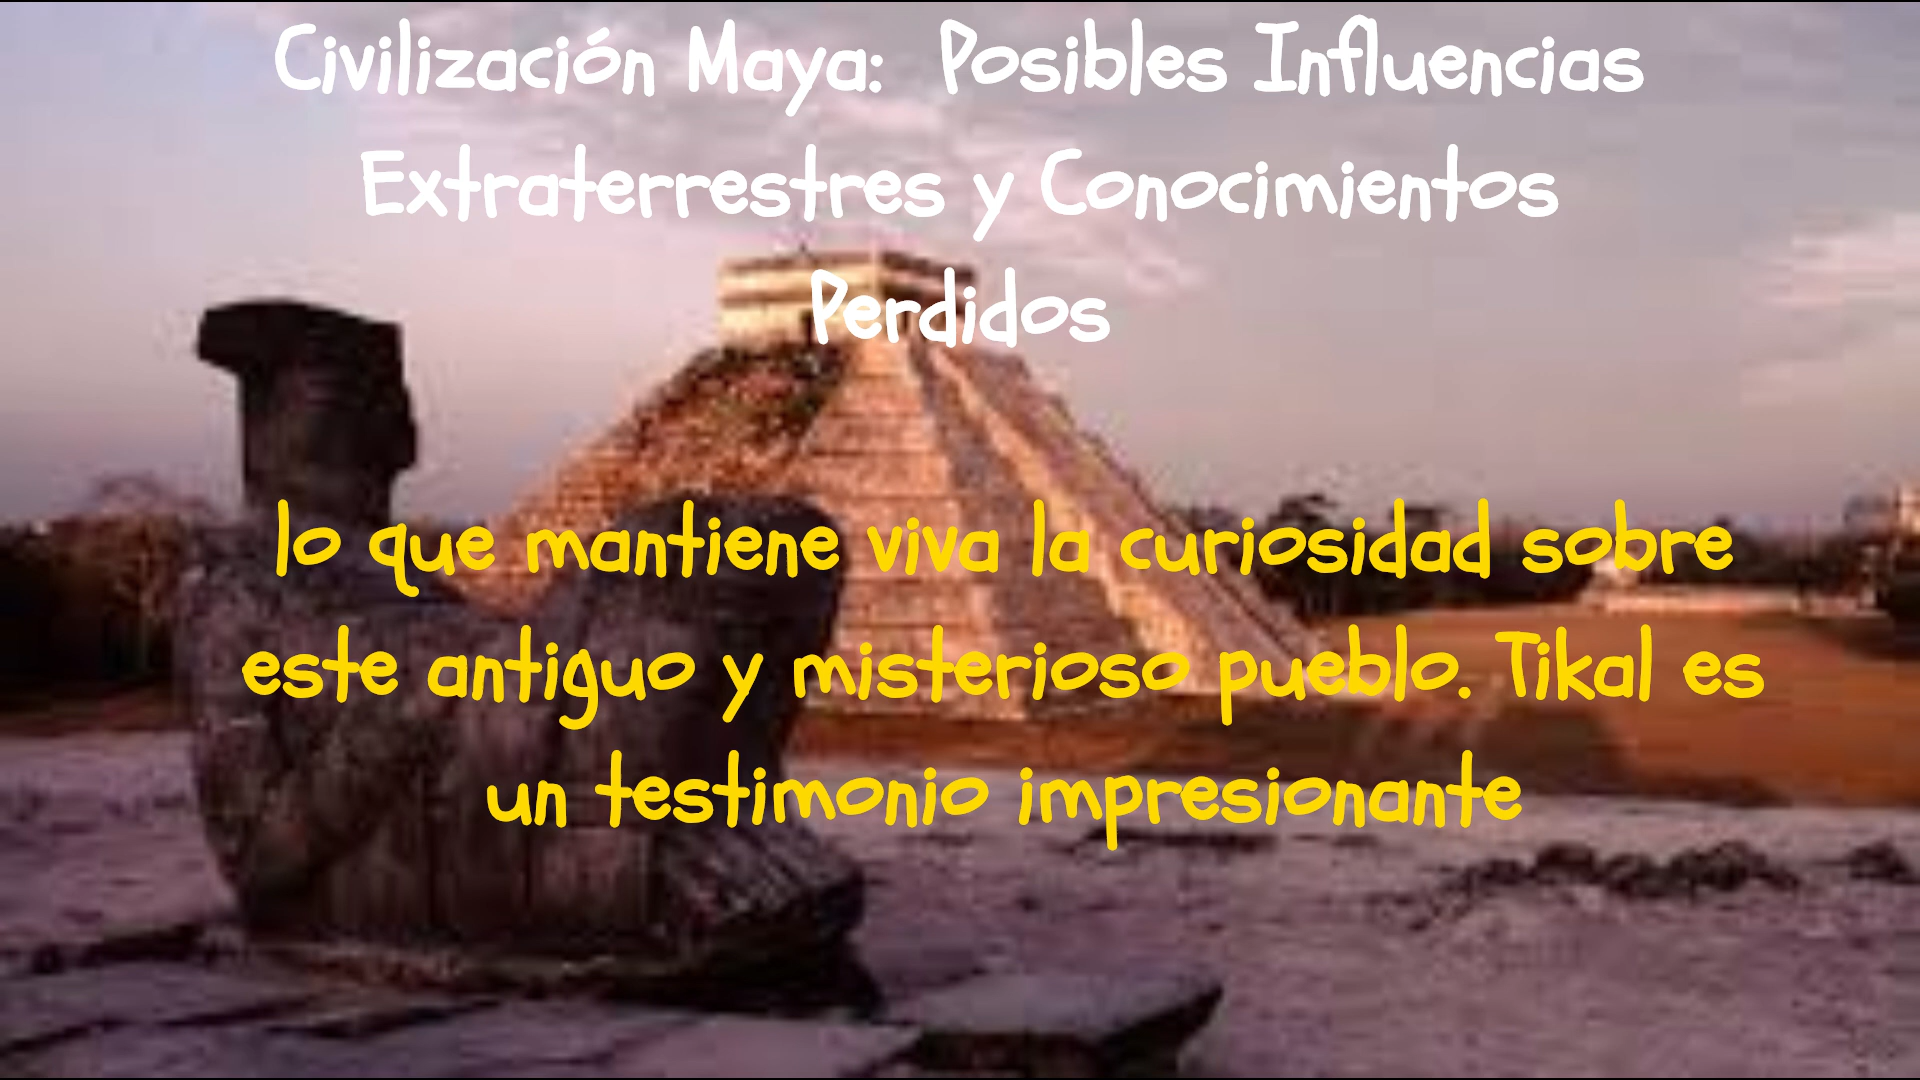 Civilización Maya:  Posibles Influencias
Extraterrestres y Conocimientos
Perdidos
lo que mantiene viva la curiosidad sobre
este antiguo y misterioso pueblo. Tikal es
un testimonio impresionante